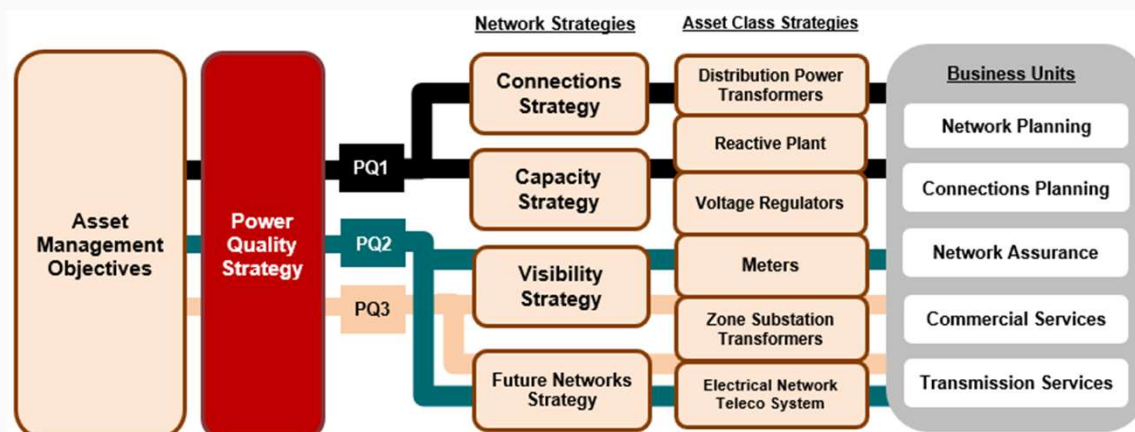 Network Strategies
Asset Class Strategies
Asset
Management
Objectives
Power
Quality
Strategy
PQ1
PQ2
PQ3
Connections
Strategy
Capacity
Strategy
Visibility
Strategy
Future Networks
Strategy
Distribution Power
Transformers
Reactive Plant
Voltage Regulators
Meters
Zone Substation
Transformers
Electrical Network
Teleco System
Business Units
Network Planning
Connections Planning
Network Assurance
Commercial Services
Transmission Services